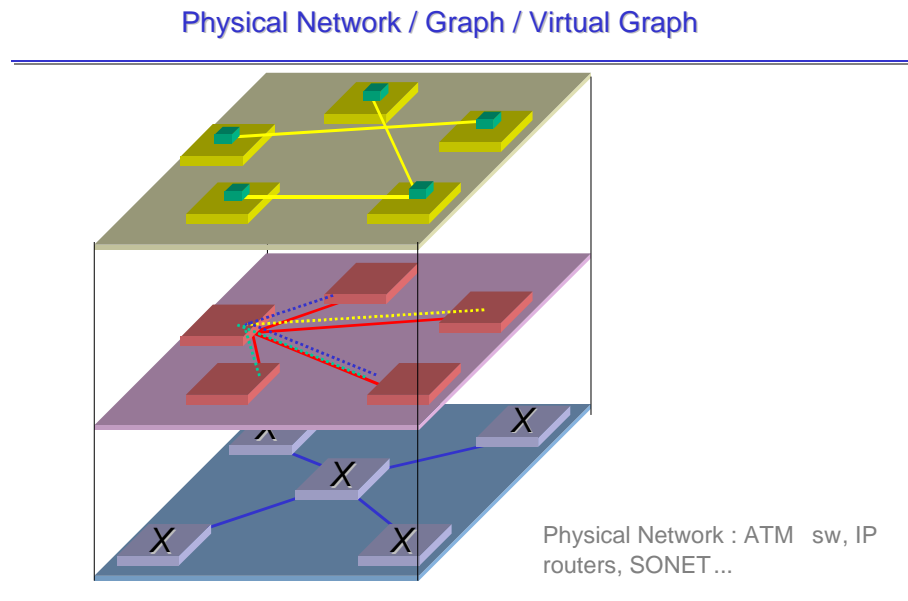 Physical Network / Graph / Virtual Graph
X
X
X
X
X
Physical Network : ATM sw, IP
routers, SONET...